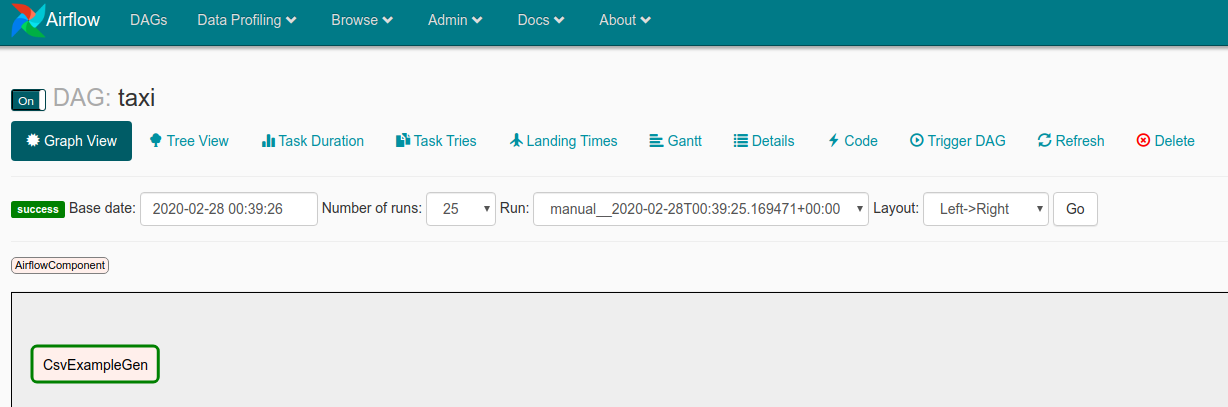 Airflow DAGs Data Profiling Browse Admin Docs About
On DAG: taxi
Graph View Tree View Task Duration Task Tries Landing Times Gantt Details Code Trigger DAG Refresh Delete
success Base date: 2020-02-28 00:39:26 Number of runs: 25 Run: manual__2020-02-28T00:39:25.169471+00:00 Layout: Left->Right Go
AirflowComponent
CsvExampleGen